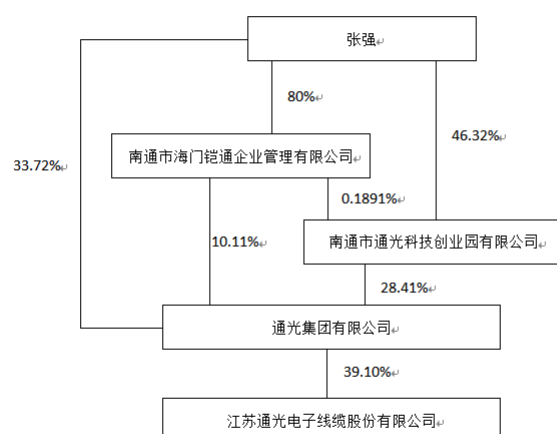 张强
80%
46.32%
南通市海门铠通企业管理有限公司
33.72%
0.1891%
10.11%
南通市通光科技创业园有限公司
28.41%
通光集团有限公司
39.10%
江苏通光电子线缆股份有限公司